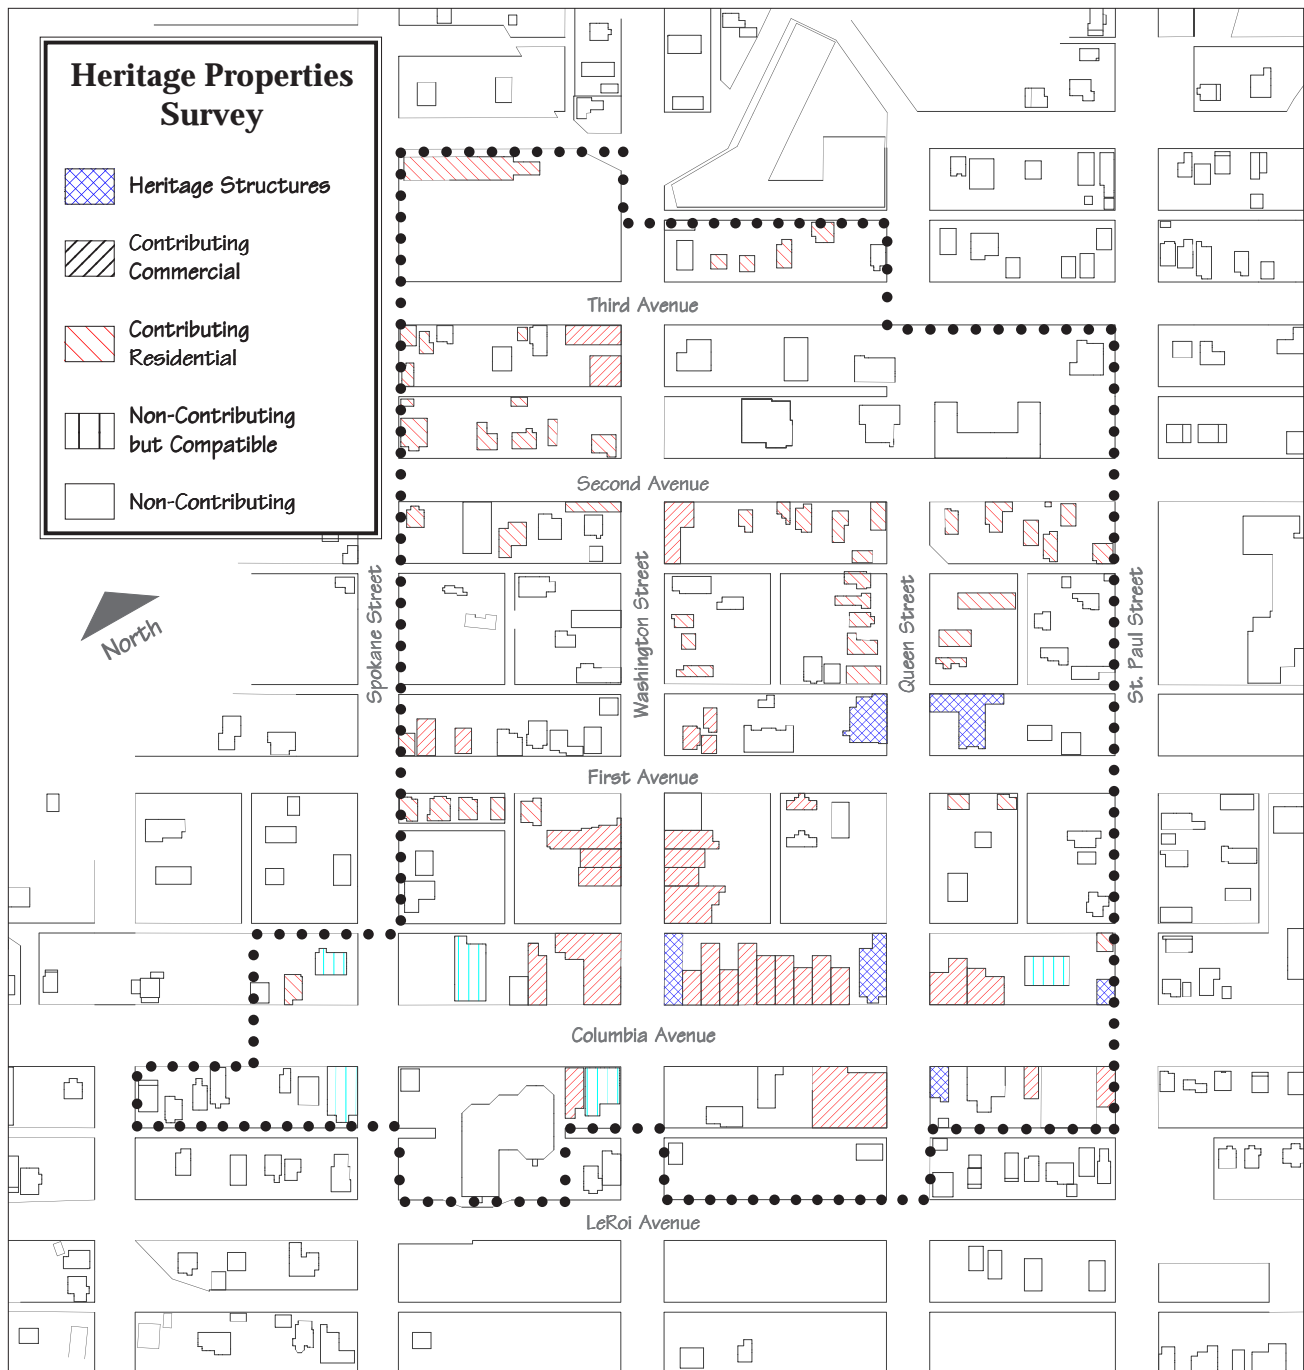 Heritage Properties
Survey
Heritage Structures
Contributing
Commercial
Contributing
Residential
Non-Contributing
but Compatible
Non-Contributing
North
Third Avenue
Second Avenue
Spokane Street
Washington Street
Queen Street
St. Paul Street
First Avenue
Columbia Avenue
LeRoi Avenue